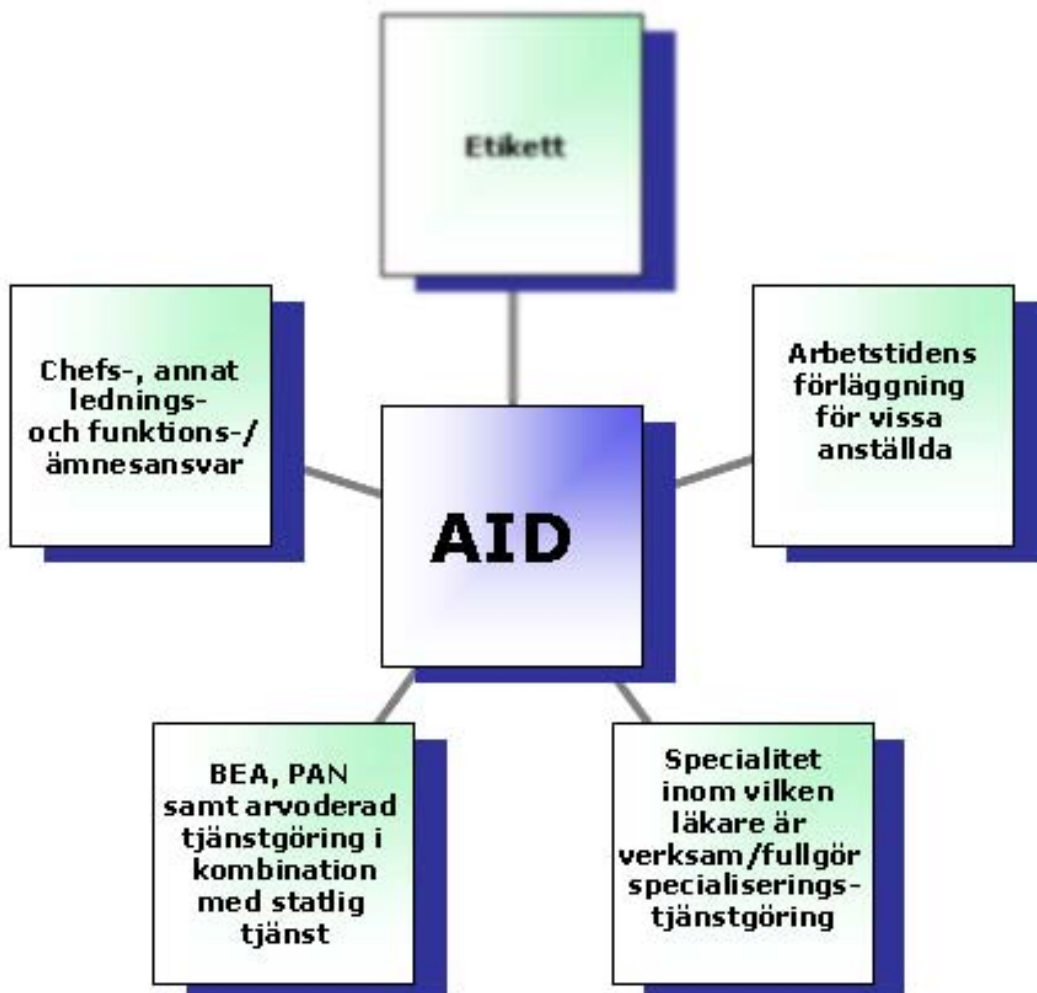 Etikett
Chefs-, annat
lednings-
och funktions-/
ämnesansvar
Arbetstidens
förläggning
för vissa
anställda
AID
BEA, PAN
samt arvoderad
tjänstgöring i
kombination
med statlig
tjänst
Specialitet
inom vilken
läkare är
verksam/fullgör
specialiserings-
tjänstgöring